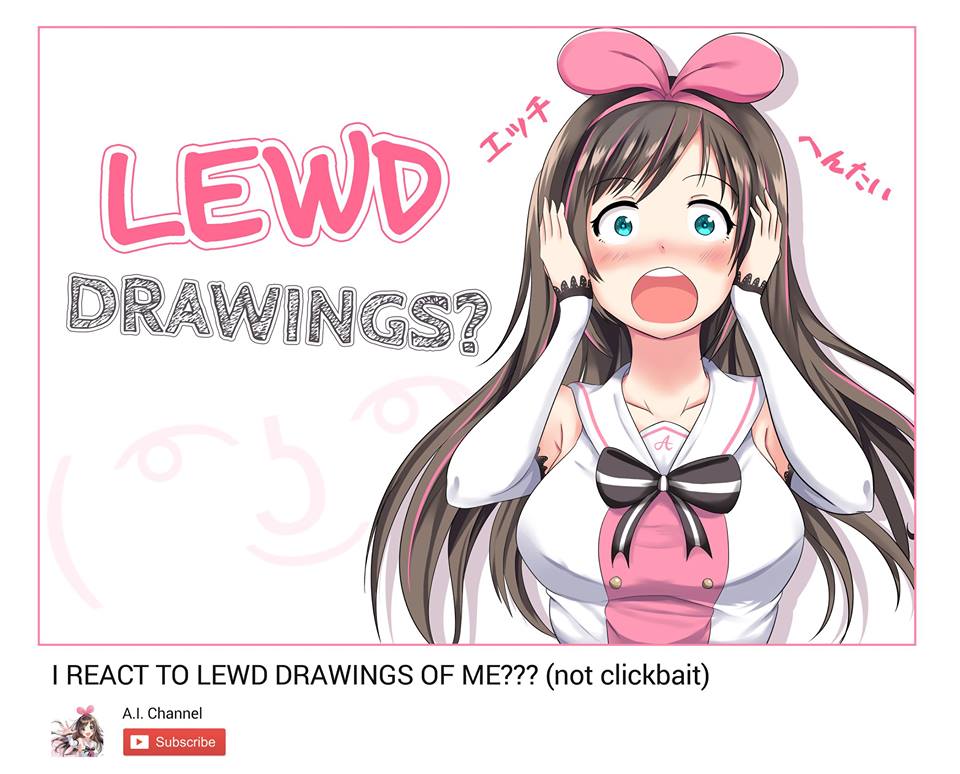 LEWD
DRAWINGS?
エッチ
へんたい
A
I REACT TO LEWD DRAWINGS OF ME??? (not clickbait)
A.I. Channel
Subscribe